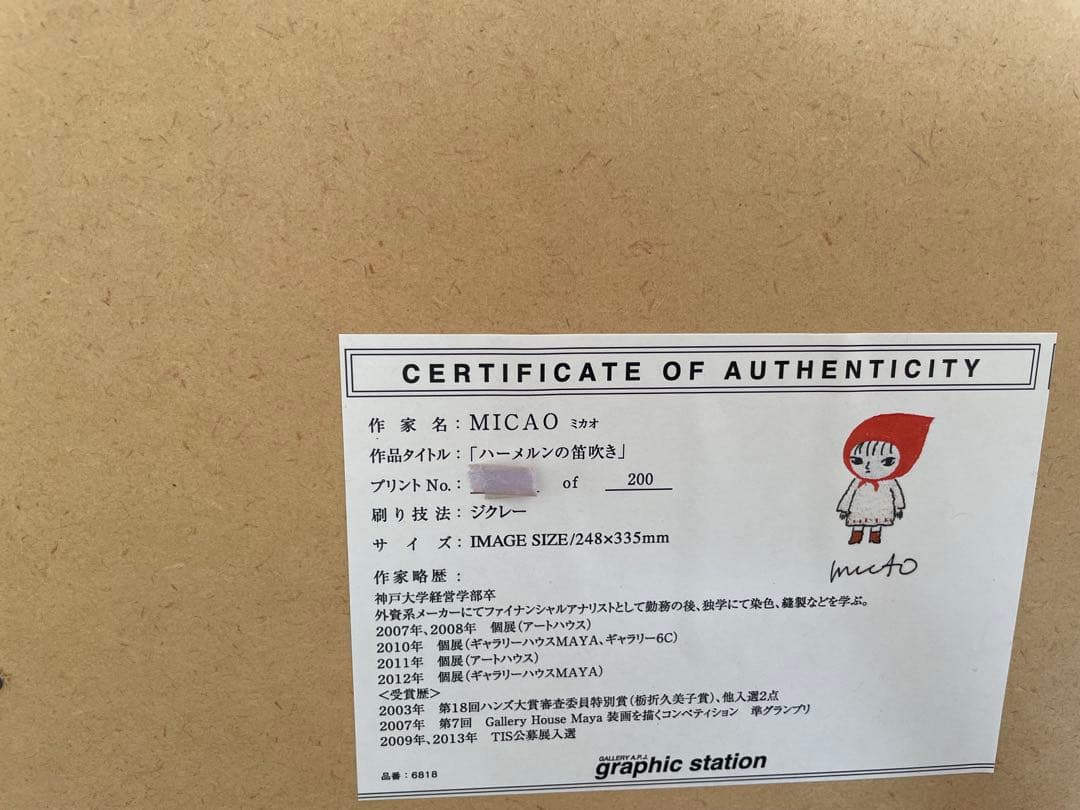 CERTIFICATE OF AUTHENTICITY
作家名：MICAO ミカオ
作品タイトル：「ハーメルンの笛吹き」
プリントNo.： of 200
刷り技法：ジクレー
サイズ：IMAGE SIZE/248×335mm
作家略歴：
神戸大学経営学部卒
外資系メーカーにてファイナンシャルアナリストとして勤務の後、独学にて染色、縫製などを学ぶ。
2007年、2008年　個展（アートハウス）
2010年　個展（ギャラリーハウスMAYA、ギャラリー6C）
2011年　個展（アートハウス）
2012年　個展（ギャラリーハウスMAYA）
＜受賞歴＞
2003年　第18回ハンズ大賞審査委員特別賞（栃折久美子賞）、他入選2点
2007年　第7回　Gallery House Maya 装画を描くコンペティション　準グランプリ
2009年、2013年　TIS公募展入選
micAO
品番：6818
GALLERY A.P.J.
graphic station